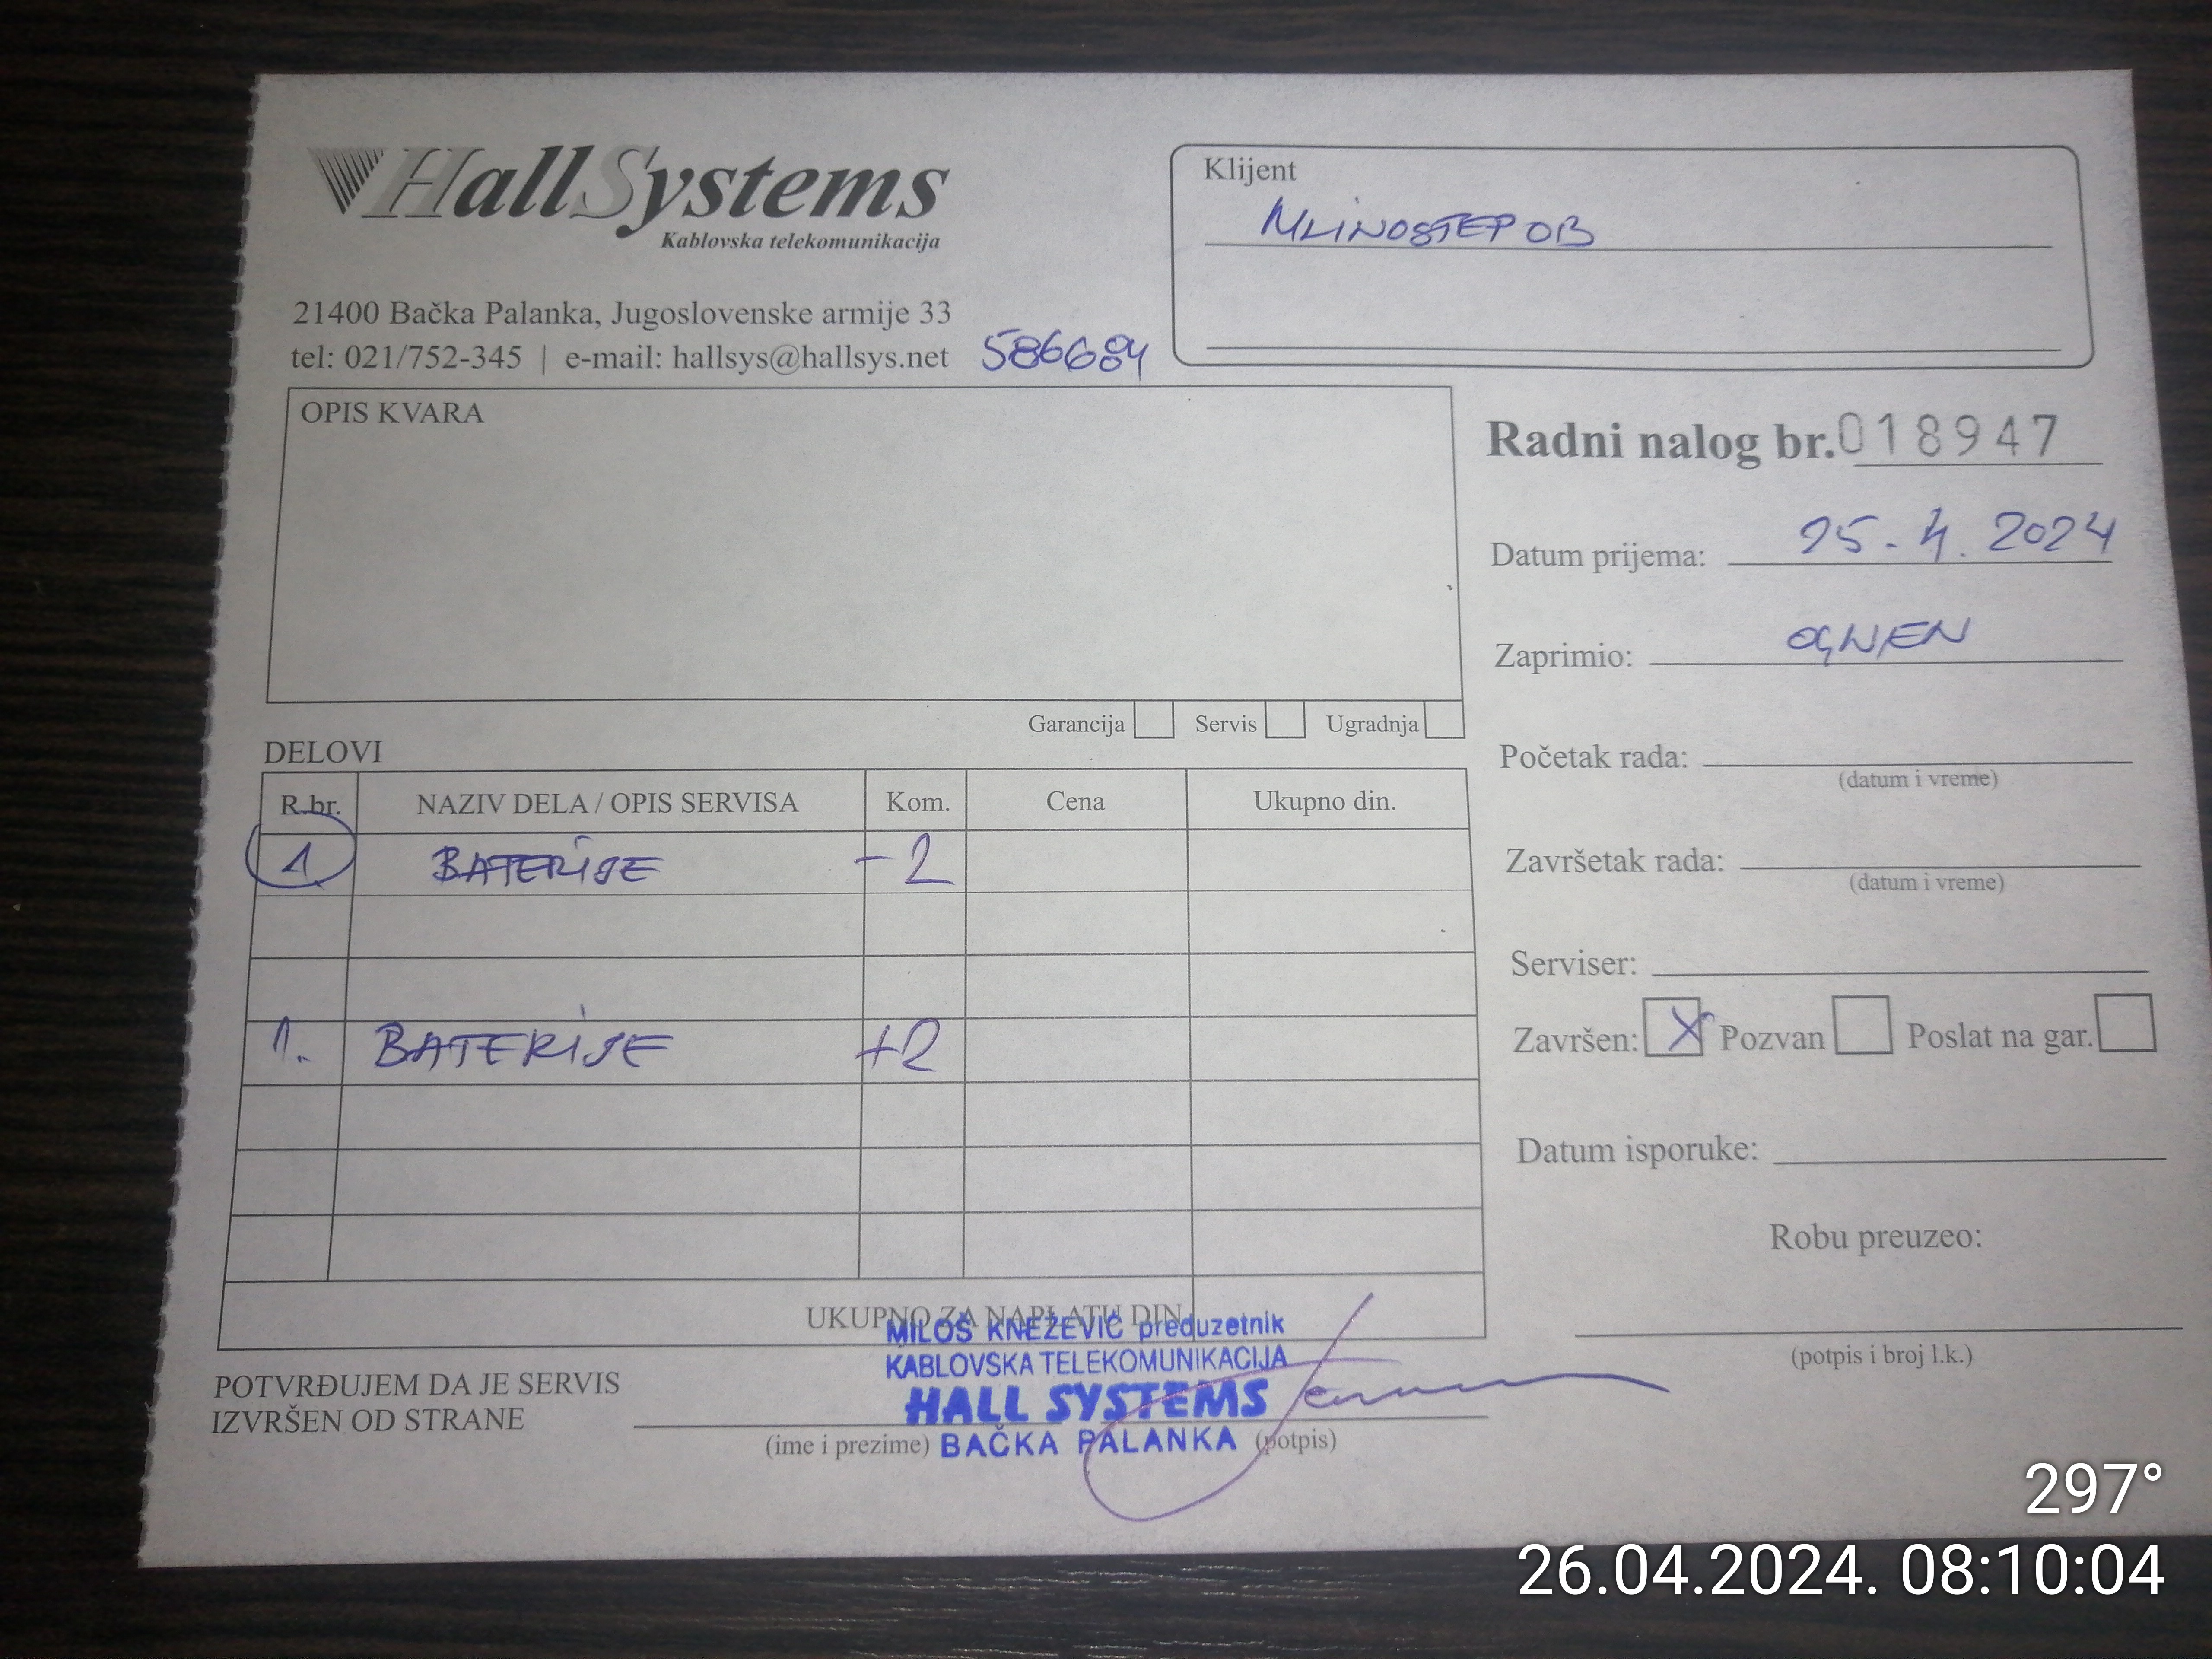 HallSystems
Kablovska telekomunikacija
21400 Bačka Palanka, Jugoslovenske armije 33
tel: 021/752-345 | e-mail: hallsys@hallsys.net
586684
Klijent
MLINOSTEP OB
OPIS KVARA
Garancija Servis Ugradnja
Radni nalog br. 018947
Datum prijema: 25.4.2024
Zaprimio: OGNJEN
Početak rada:
(datum i vreme)
Završetak rada:
(datum i vreme)
Serviser:
Završen: X Pozvan Poslat na gar.
Datum isporuke:
Robu preuzeo:
(potpis i broj l.k.)
DELOVI
R.br. NAZIV DELA / OPIS SERVISA Kom. Cena Ukupno din.
1 BATERIJE -2
1. BATERIJE +2
UKUPNO ZA NAPLATU DIN.
MILOŠ KNEŽEVIĆ preduzetnik
KABLOVSKA TELEKOMUNIKACIJA
HALL SYSTEMS
BAČKA PALANKA
POTVRĐUJEM DA JE SERVIS
IZVRŠEN OD STRANE
(ime i prezime) (potpis)
297°
26.04.2024. 08:10:04